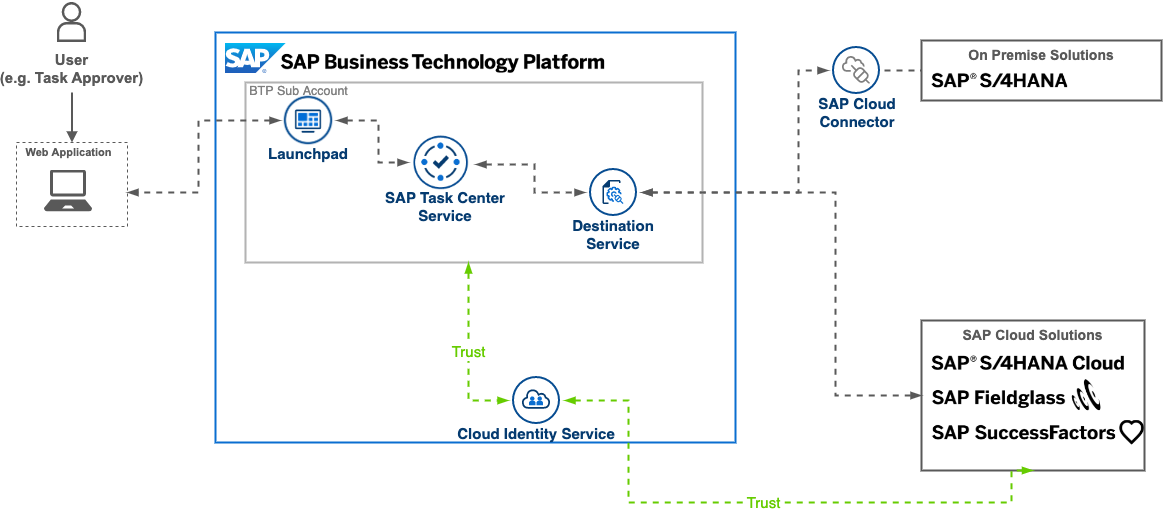 User
(e.g. Task Approver)
Web Application
SAP® SAP Business Technology Platform
BTP Sub Account
Launchpad
SAP Task Center
Service
Destination
Service
SAP Cloud
Connector
On Premise Solutions
SAP® S/4HANA
Trust
Cloud Identity Service
SAP Cloud Solutions
SAP® S/4HANA Cloud
SAP Fieldglass
SAP SuccessFactors
Trust